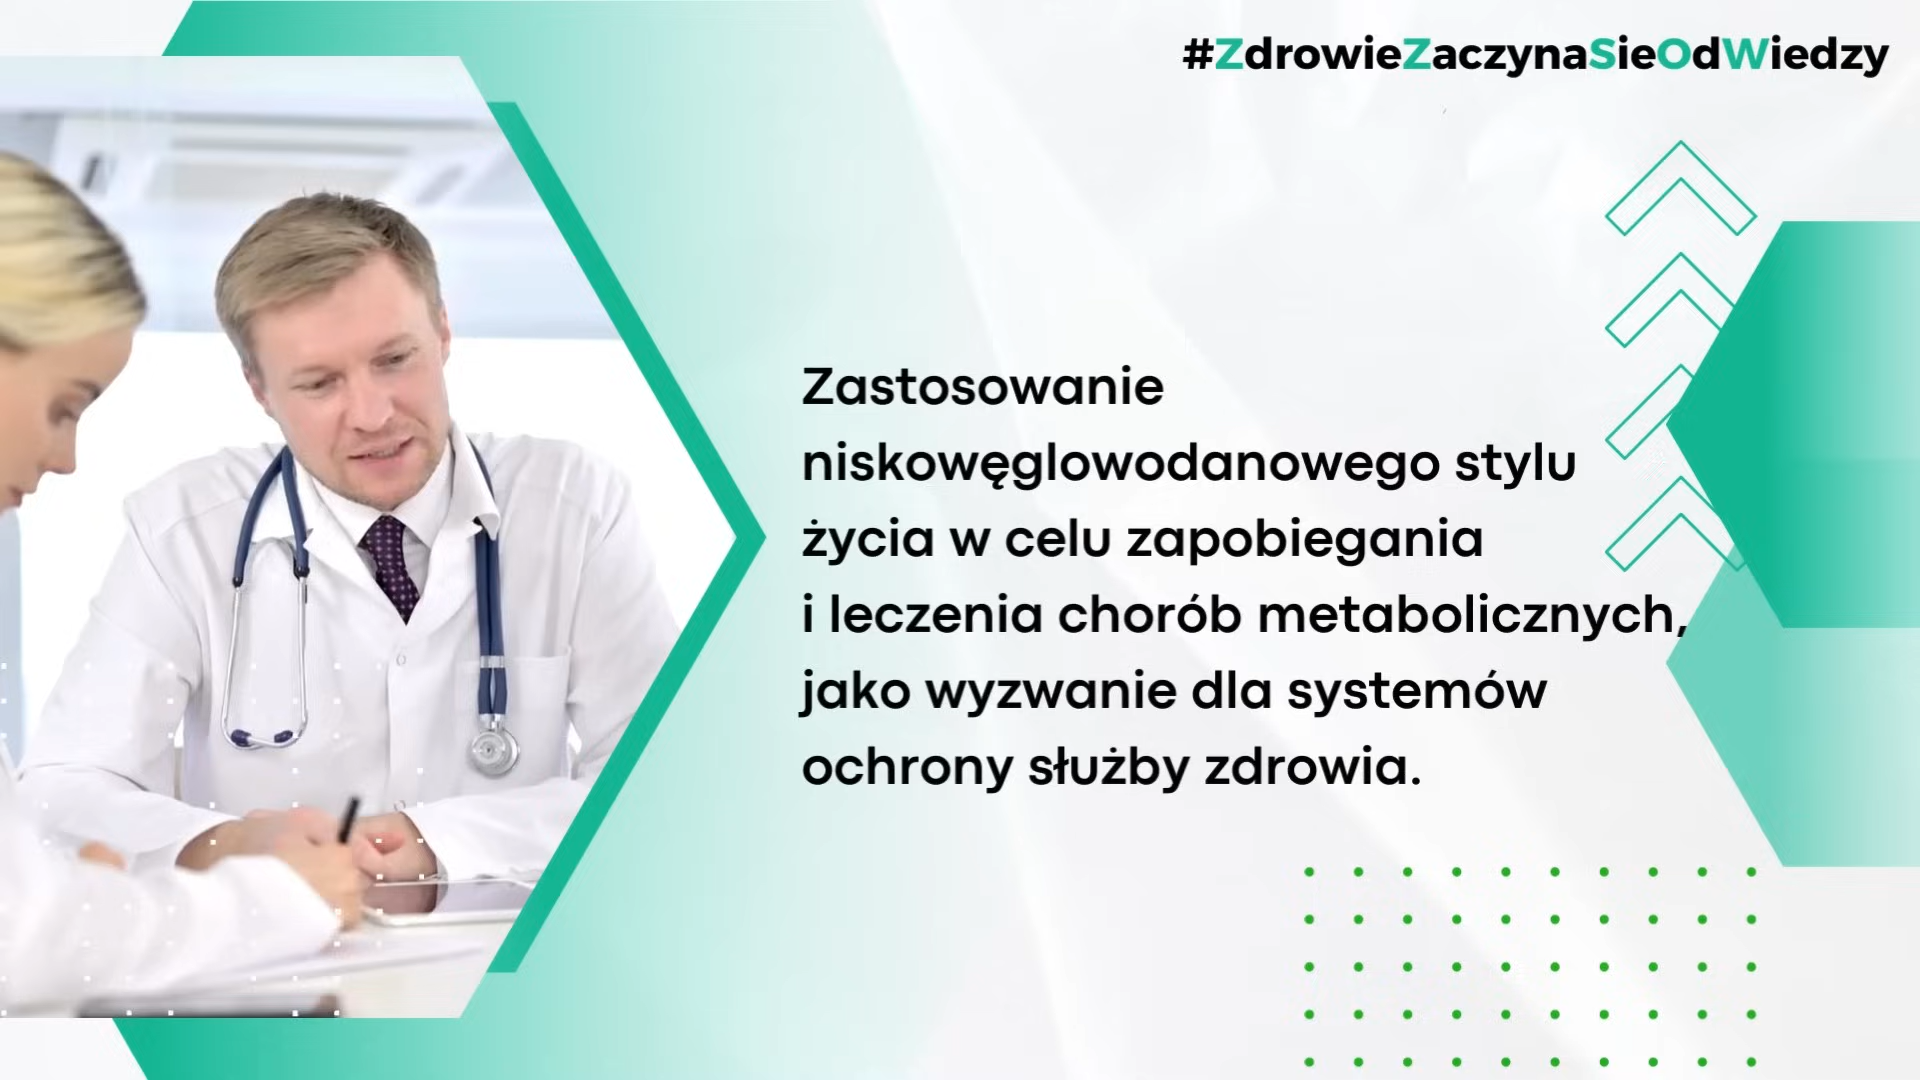 #ZdrowieZaczynaSieOdWiedzy
Zastosowanie
niskowęglowodanowego stylu
życia w celu zapobiegania
i leczenia chorób metabolicznych,
jako wyzwanie dla systemów
ochrony służby zdrowia.